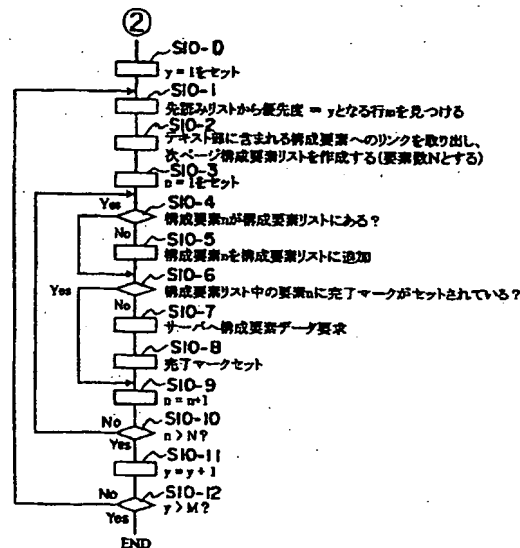 ②
S10-0
y = 1をセット
S10-1
先読みリストから優先度 = yとなる行mを見つける
S10-2
テキスト部に含まれる構成要素へのリンクを取り出し、
次ページ構成要素リストを作成する(要素数Nとする)
S10-3
n = 1をセット
Yes
S10-4
構成要素nが構成要素リストにある?
No
S10-5
構成要素nを構成要素リストに追加
S10-6
Yes
構成要素リスト中の要素nに完了マークがセットされている?
No
S10-7
サーバへ構成要素データ要求
S10-8
完了マークセット
S10-9
n = n+1
No
S10-10
Yes
n > N?
S10-11
y = y + 1
No
S10-12
Yes
y > M?
END